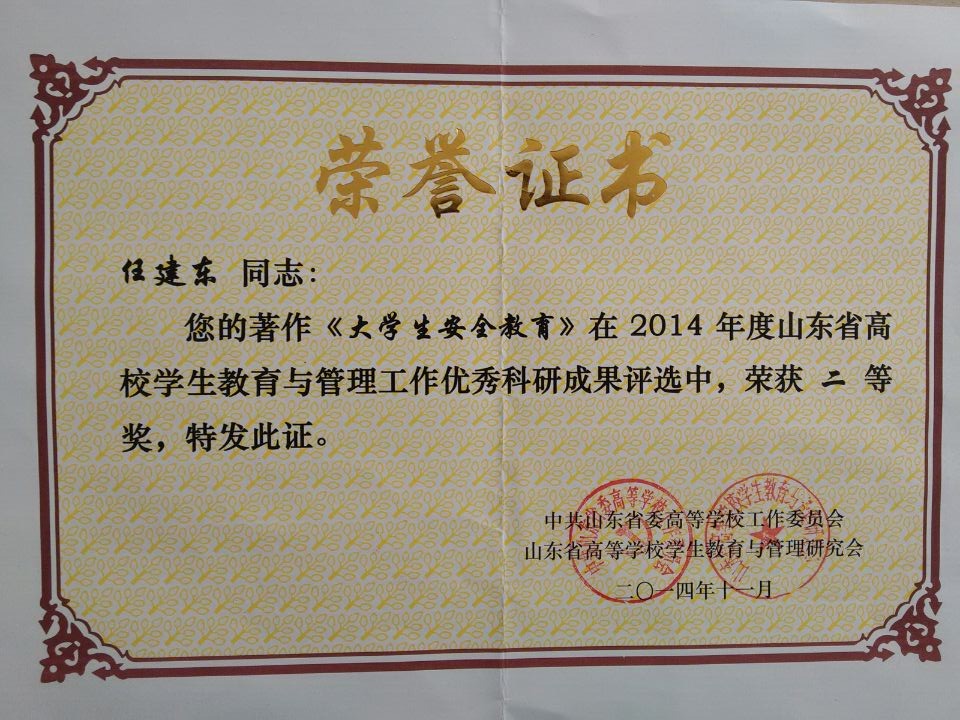 荣誉证书
任建东 同志：
您的著作《大学生安全教育》在 2014 年度山东省高
校学生教育与管理工作优秀科研成果评选中，荣获 二 等
奖，特发此证。
中共山东省委高等学校工作委员会
山东省高等学校学生教育与管理研究会
二〇一四年十一月